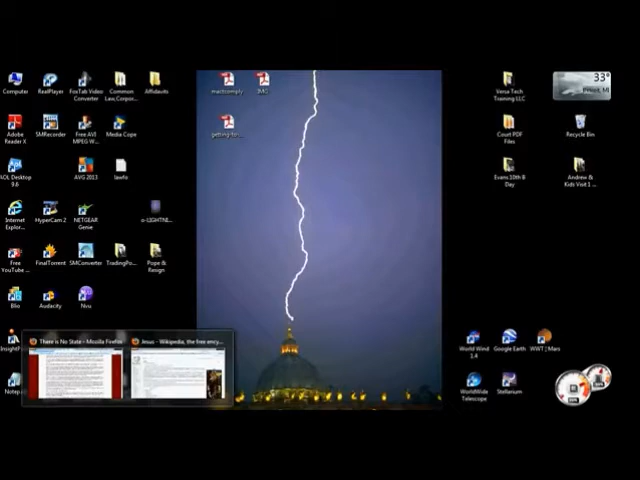 Computer
RealPlayer
FoxTab Video
Converter
Common
Law,Corpor...
Affidavits
mactcomply
IMO
Versa Tech
Training LLC
33°
Adobe
Reader X
SMRecorder
Free AVI
MPEG W...
Media Cope
Court PDF
Files
Recycle Bin
AOL Desktop
9.6
AVG 2013
Evans 10th B
Day
Andrew &
Kids Visit 1 ...
Internet
Explor...
HyperCam 2
NETGEAR
Genie
o-LIGHTNI...
Free
YouTube ...
FinalTorrent
SMConverter
TradingPo...
Pope &
Resign
Blio
Audacity
Nvu
There is No State - Mozilla Firefox
Jesus - Wikipedia, the free ency...
World Wind
1.4
Google Earth
WWT | Mars
WorldWide
Telescope
Stellarium